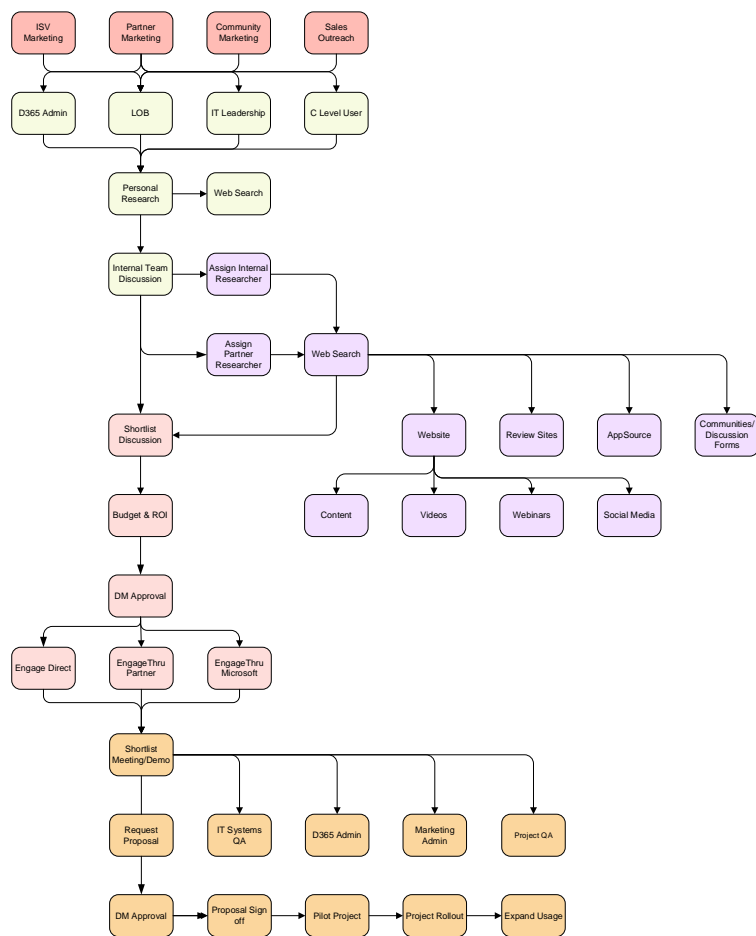 ISV
Marketing
Partner
Marketing
Community
Marketing
Sales
Outreach
D365 Admin
LOB
IT Leadership
C Level User
Personal
Research
Web Search
Internal Team
Discussion
Assign Internal
Researcher
Assign
Partner
Researcher
Web Search
Shortlist
Discussion
Website
Review Sites
AppSource
Communities/
Discussion
Forms
Budget & ROI
Content
Videos
Webinars
Social Media
DM Approval
Engage Direct
EngageThru
Partner
EngageThru
Microsoft
Shortlist
Meeting/Demo
Request
Proposal
IT Systems
QA
D365 Admin
Marketing
Admin
Project QA
DM Approval
Proposal Sign
off
Pilot Project
Project Rollout
Expand Usage